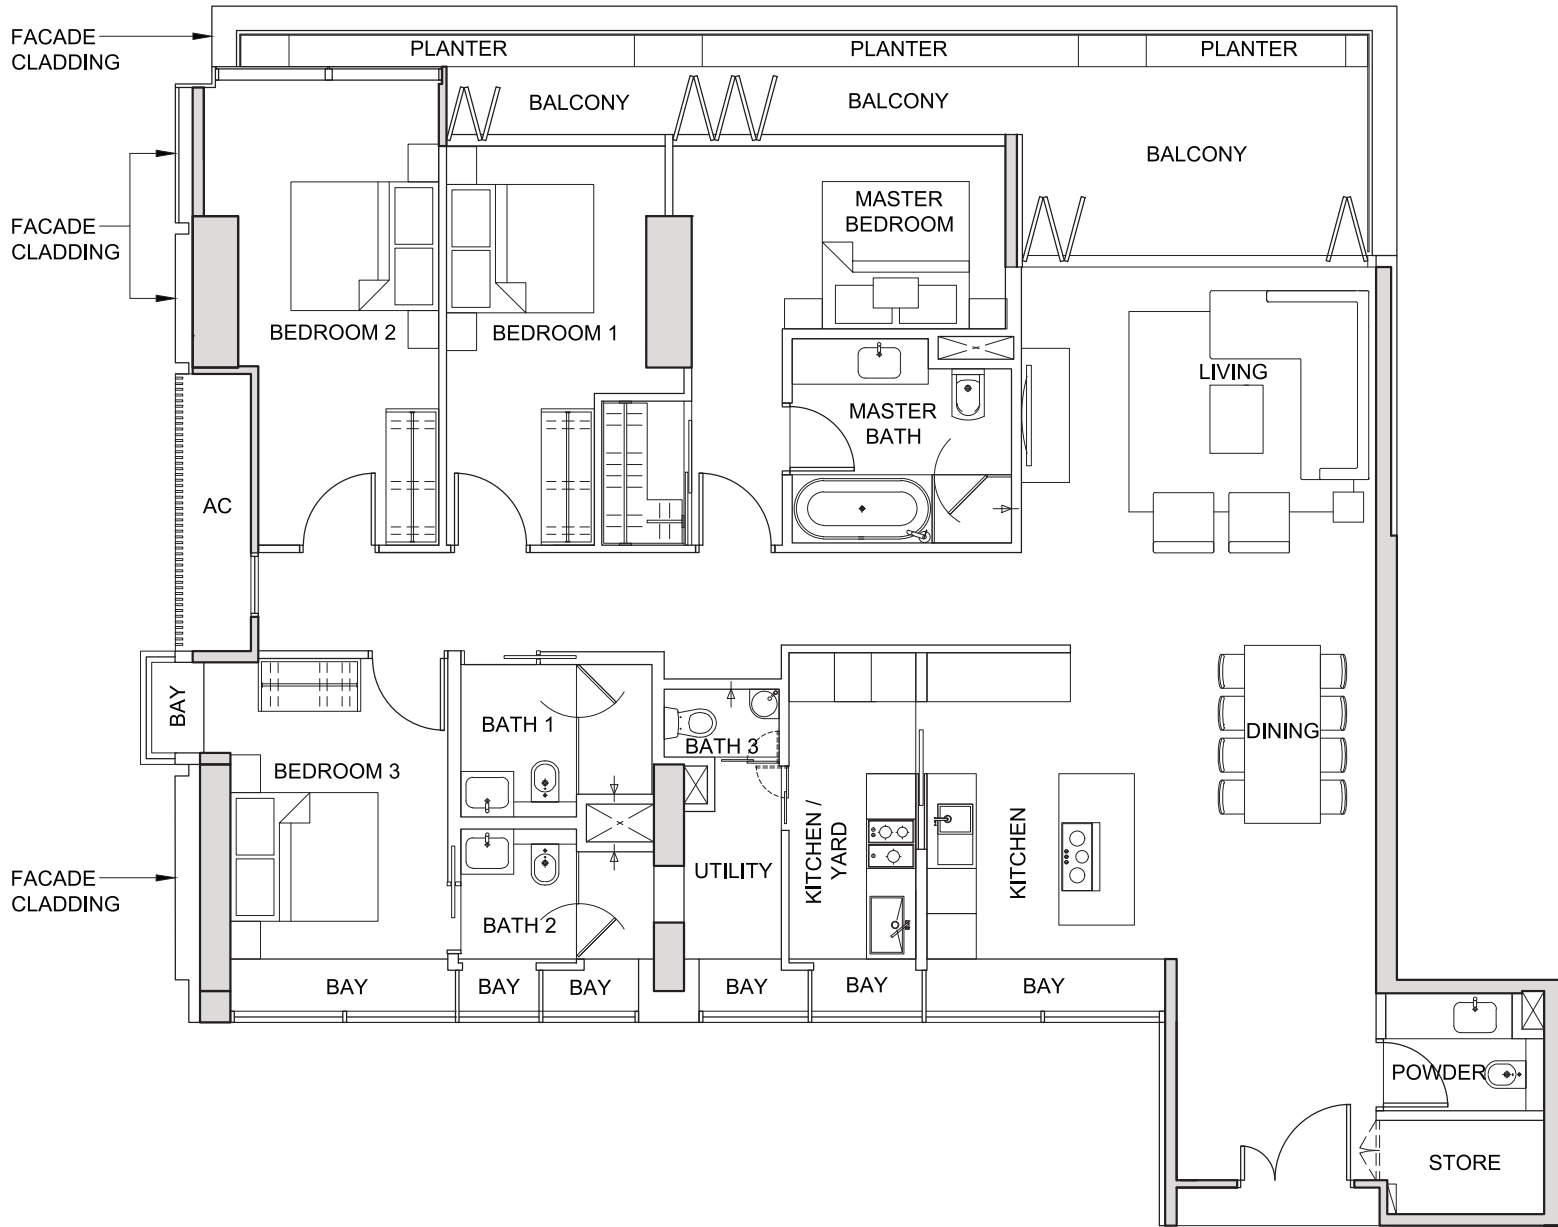 FACADE
CLADDING
PLANTER
PLANTER
PLANTER
BALCONY
BALCONY
BALCONY
FACADE
CLADDING
MASTER
BEDROOM
BEDROOM 2
BEDROOM 1
LIVING
MASTER
BATH
AC
BAY
BATH 1
BATH 3
DINING
BEDROOM 3
KITCHEN /
YARD
KITCHEN
UTILITY
FACADE
CLADDING
BATH 2
BAY
BAY
BAY
BAY
BAY
BAY
POWDER
STORE